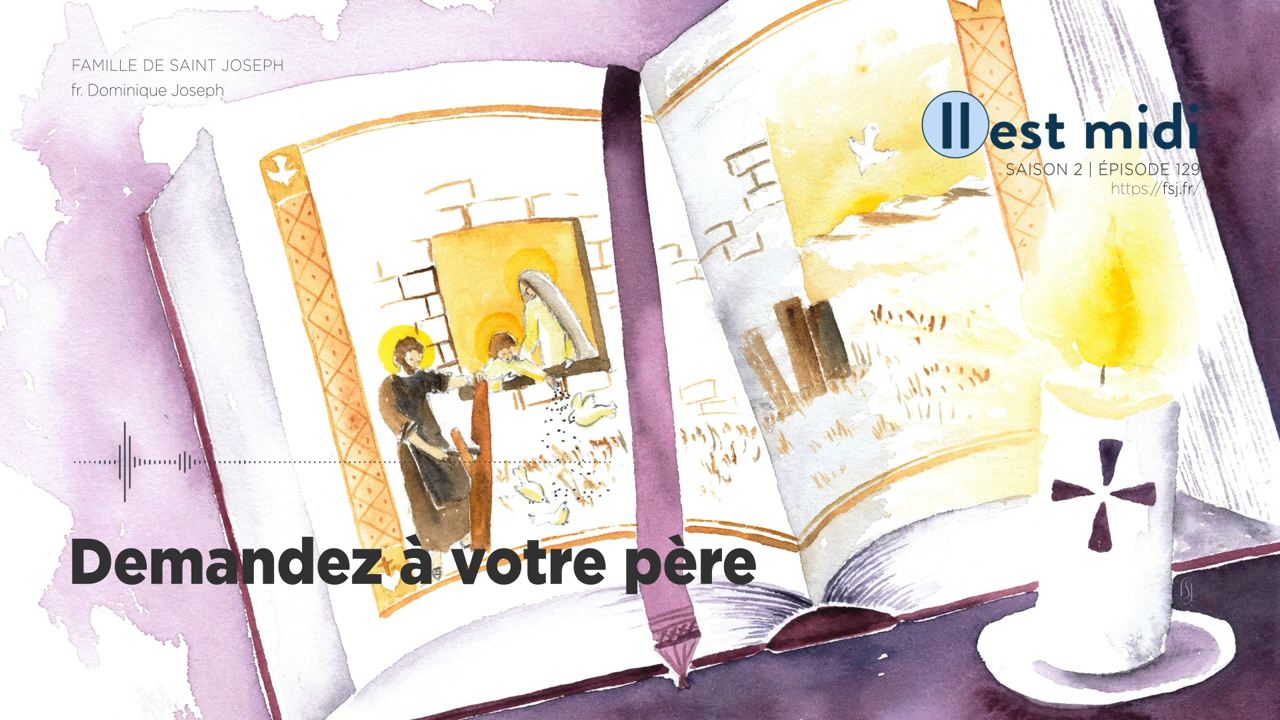 FAMILLE DE SAINT JOSEPH
fr. Dominique Joseph
Il est midi
SAISON 2 | ÉPISODE 129
https://fsj.fr/
Demandez à votre père
FSJ